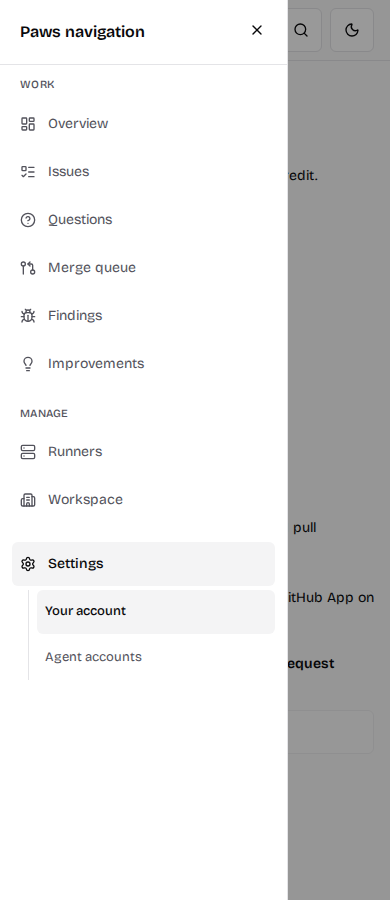 Paws navigation
WORK
Overview
Issues
Questions
Merge queue
Findings
Improvements
MANAGE
Runners
Workspace
Settings
Your account
Agent accounts
edit.
pull
itHub App on
equest